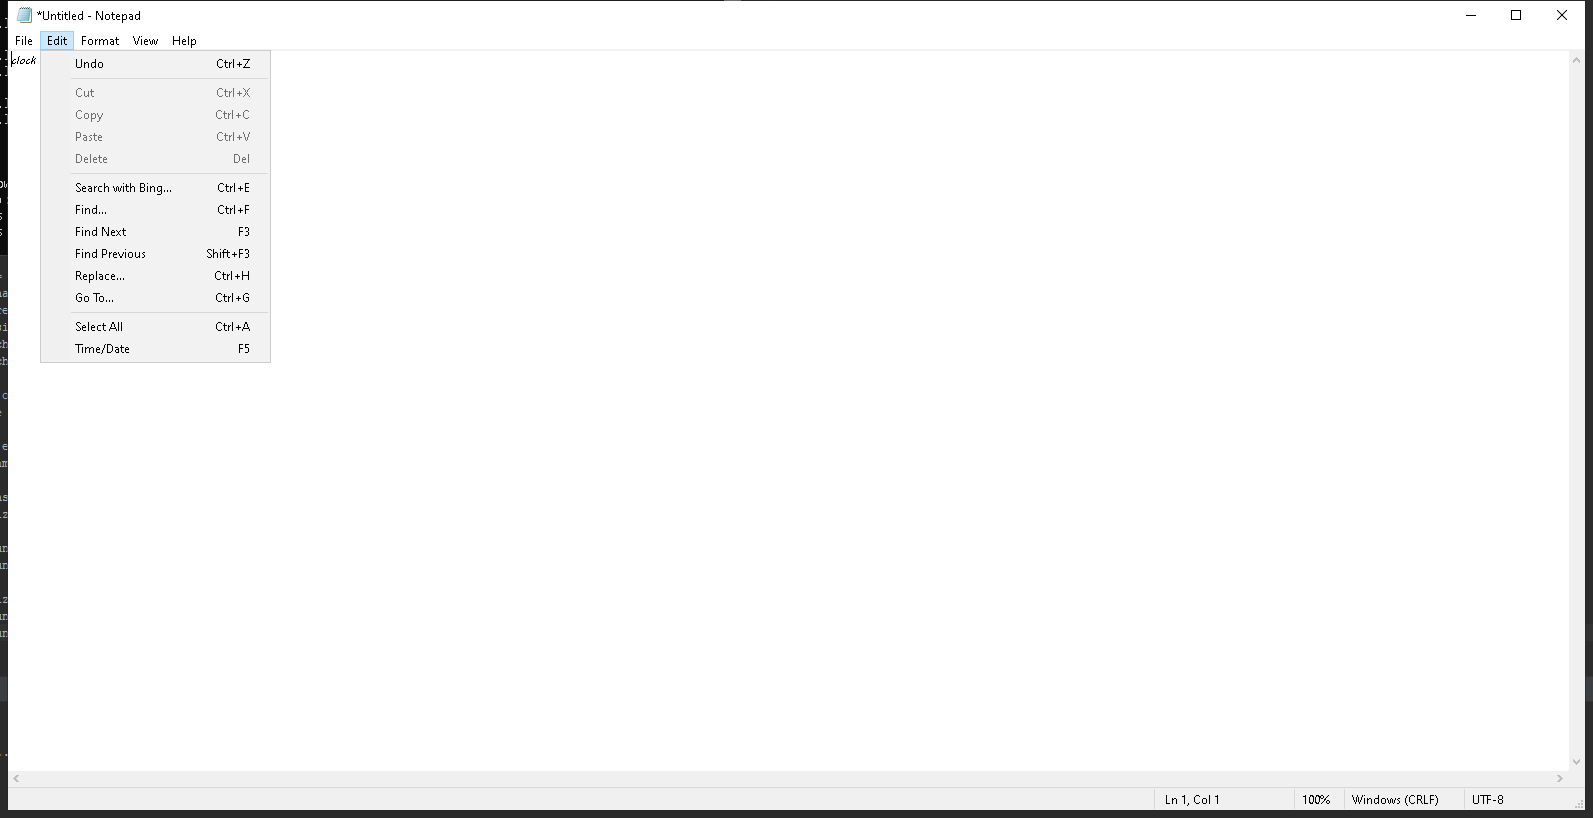 *Untitled - Notepad
File Edit Format View Help
clock
Undo Ctrl+Z
Cut Ctrl+X
Copy Ctrl+C
Paste Ctrl+V
Delete Del
Search with Bing... Ctrl+E
Find... Ctrl+F
Find Next F3
Find Previous Shift+F3
Replace... Ctrl+H
Go To... Ctrl+G
Select All Ctrl+A
Time/Date F5
Ln 1, Col 1 100% Windows (CRLF) UTF-8